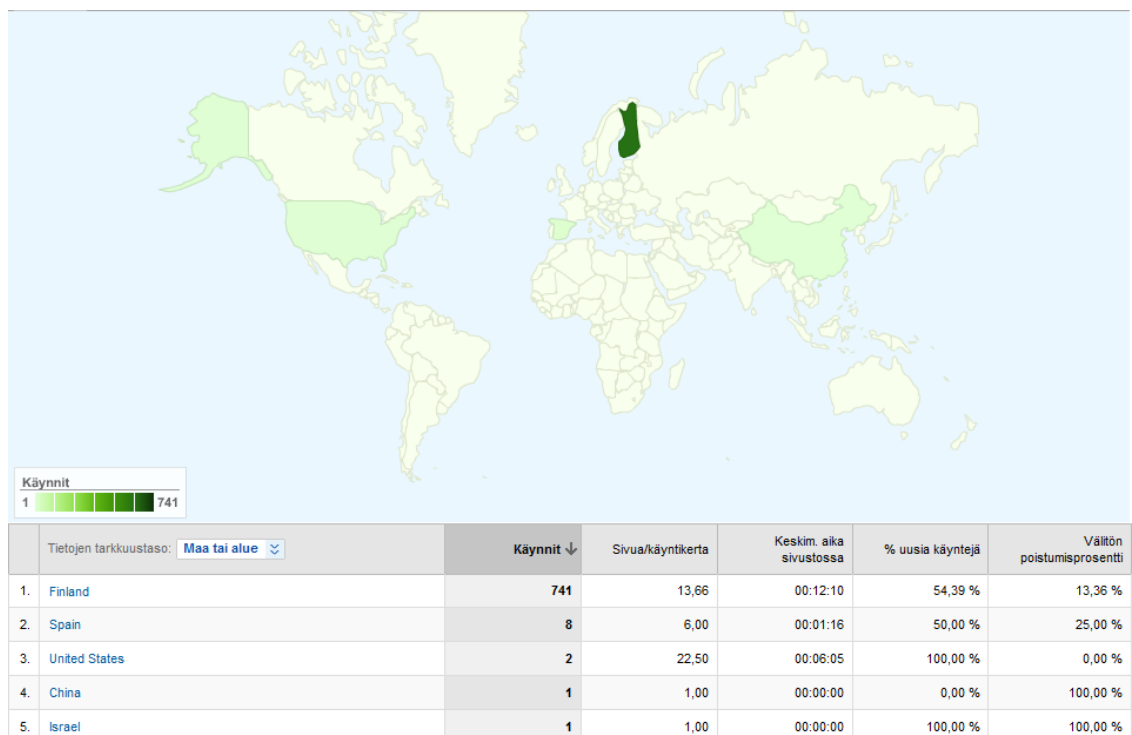 Käynnit
1 741
Tietojen tarkkuustaso: Maa tai alue Käynnit Sivua/käyntikerta Keskim. aika sivustossa % uusia käyntejä Välitön poistumisprosentti
1. Finland 741 13,66 00:12:10 54,39 % 13,36 %
2. Spain 8 6,00 00:01:16 50,00 % 25,00 %
3. United States 2 22,50 00:06:05 100,00 % 0,00 %
4. China 1 1,00 00:00:00 0,00 % 100,00 %
5. Israel 1 1,00 00:00:00 100,00 % 100,00 %